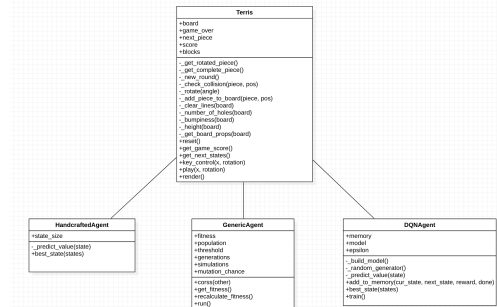 Terris
+board
+game_over
+next_piece
+score
+blocks
-_get_rotated_piece()
-_get_complete_piece()
-_new_round()
-_check_collision(piece, pos)
-_rotate(angle)
-_add_piece_to_board(piece, pos)
-_clear_lines(board)
-_number_of_holes(board)
-_bumpiness(board)
-_height(board)
-_get_board_props(board)
+reset()
+get_game_score()
+get_next_states()
+key_control(x, rotation)
+play(x, rotation)
+render()
HandcraftedAgent
+state_size
-_predict_value(state)
+best_state(states)
GenericAgent
+fitness
+population
+threshold
+generations
+simulations
+mutation_chance
+corss(other)
+get_fitness()
+recalculate_fitness()
+run()
DQNAgent
+memory
+model
+epsilon
-_build_model()
-_random_generator()
-_predict_value(state)
+add_to_memory(cur_state, next_state, reward, done)
+best_state(states)
+train()